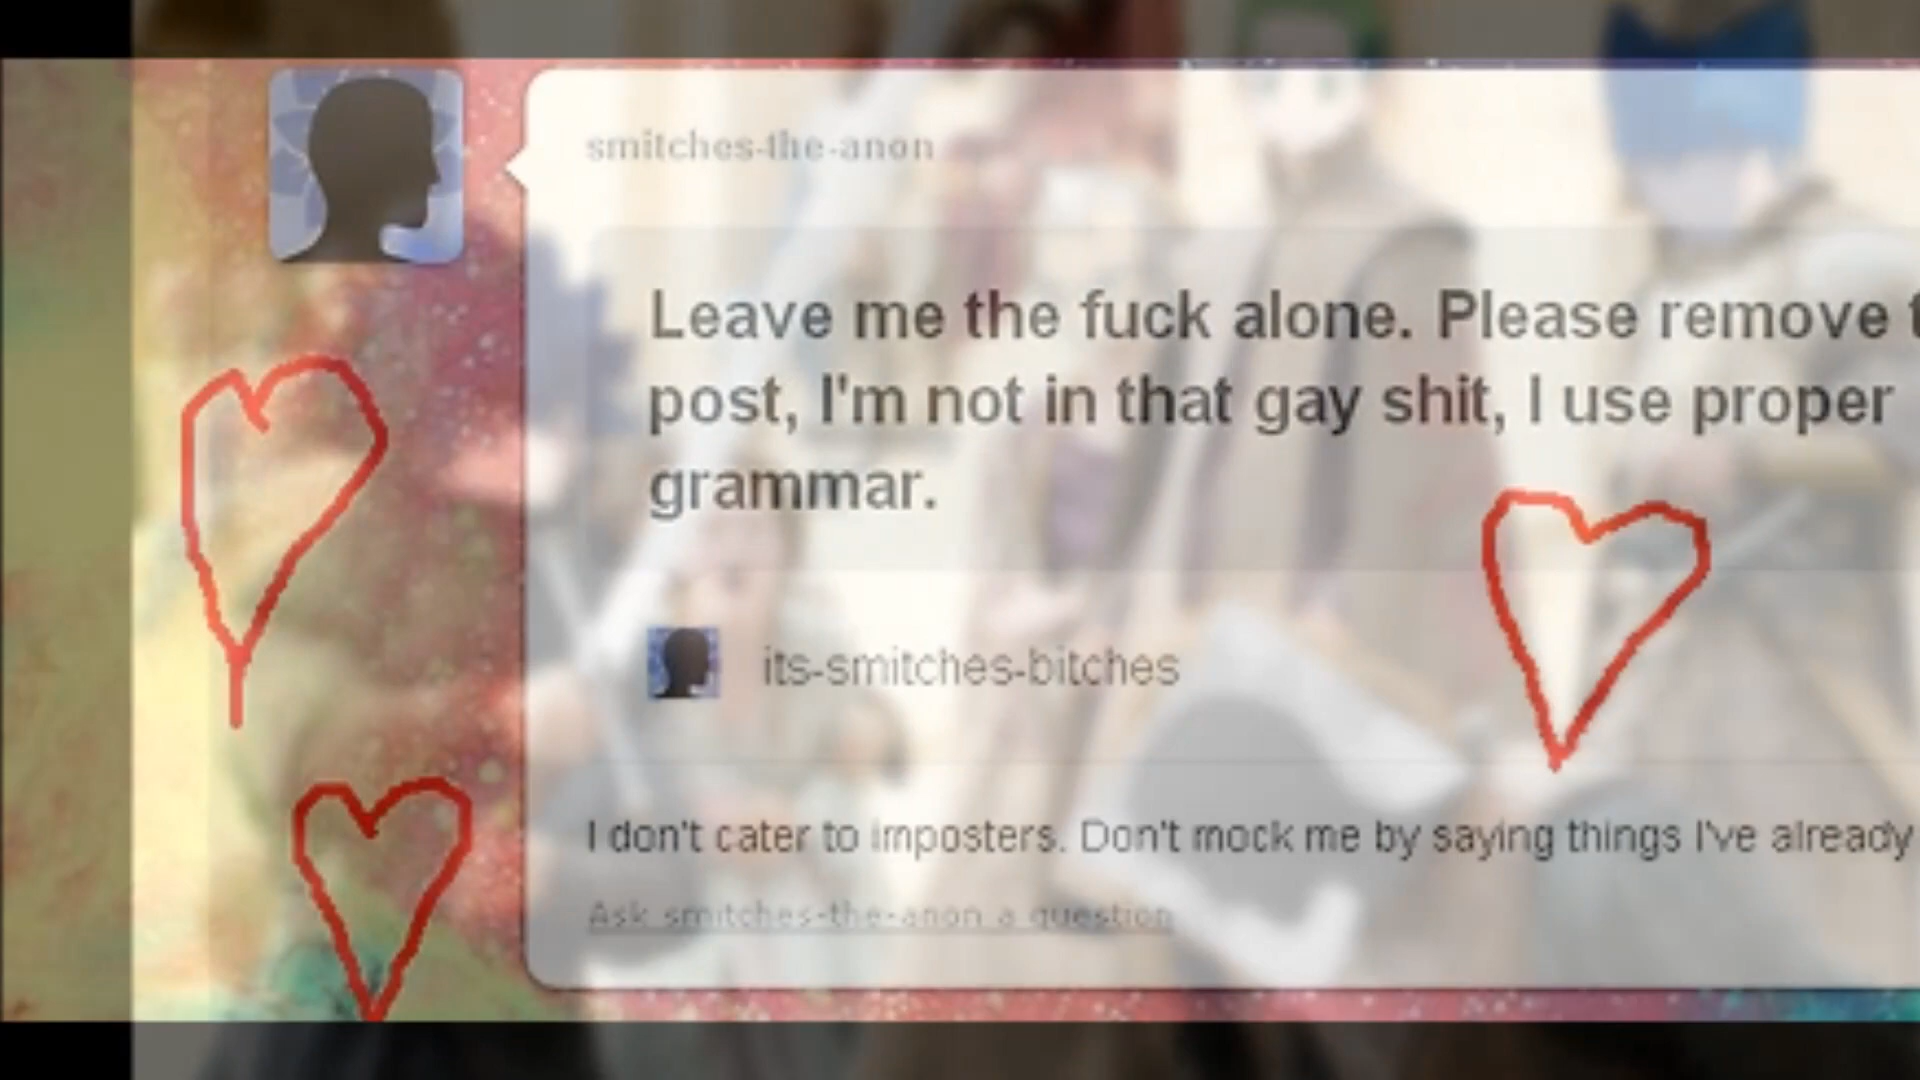 smitches-the-anon
Leave me the fuck alone. Please remove
post, I'm not in that gay shit, I use proper
grammar.
its-smitches-bitches
I don't cater to imposters. Don't mock me by saying things I've already
Ask smitches-the-anon a question